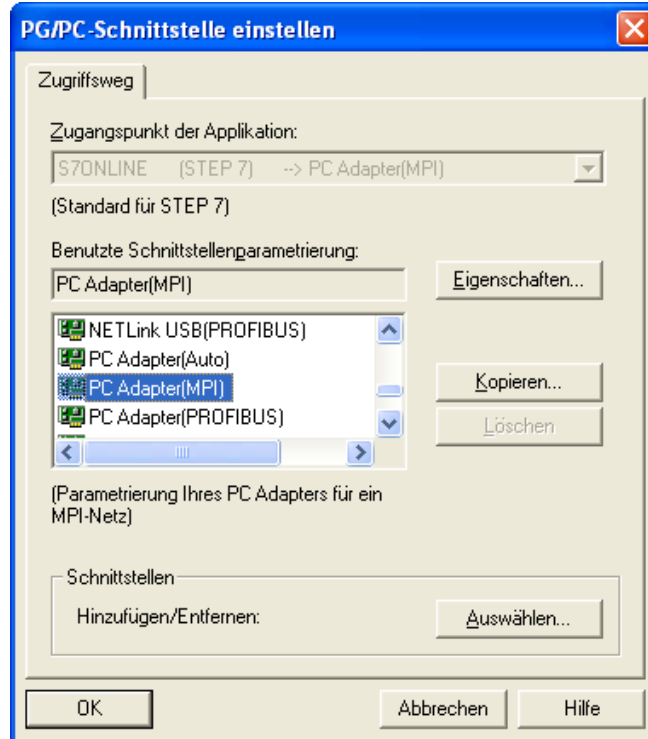 PG/PC-Schnittstelle einstellen
Zugriffsweg
Zugangspunkt der Applikation:
S7ONLINE (STEP 7) --> PC Adapter(MPI)
(Standard für STEP 7)
Benutzte Schnittstellenparametrierung:
PC Adapter(MPI)
Eigenschaften...
NETLink USB(PROFIBUS)
PC Adapter(Auto)
PC Adapter(MPI)
Kopieren...
PC Adapter(PROFIBUS)
Löschen
(Parametrierung Ihres PC Adapters für ein
MPI-Netz)
Schnittstellen
Hinzufügen/Entfernen:
Auswählen...
OK
Abbrechen
Hilfe